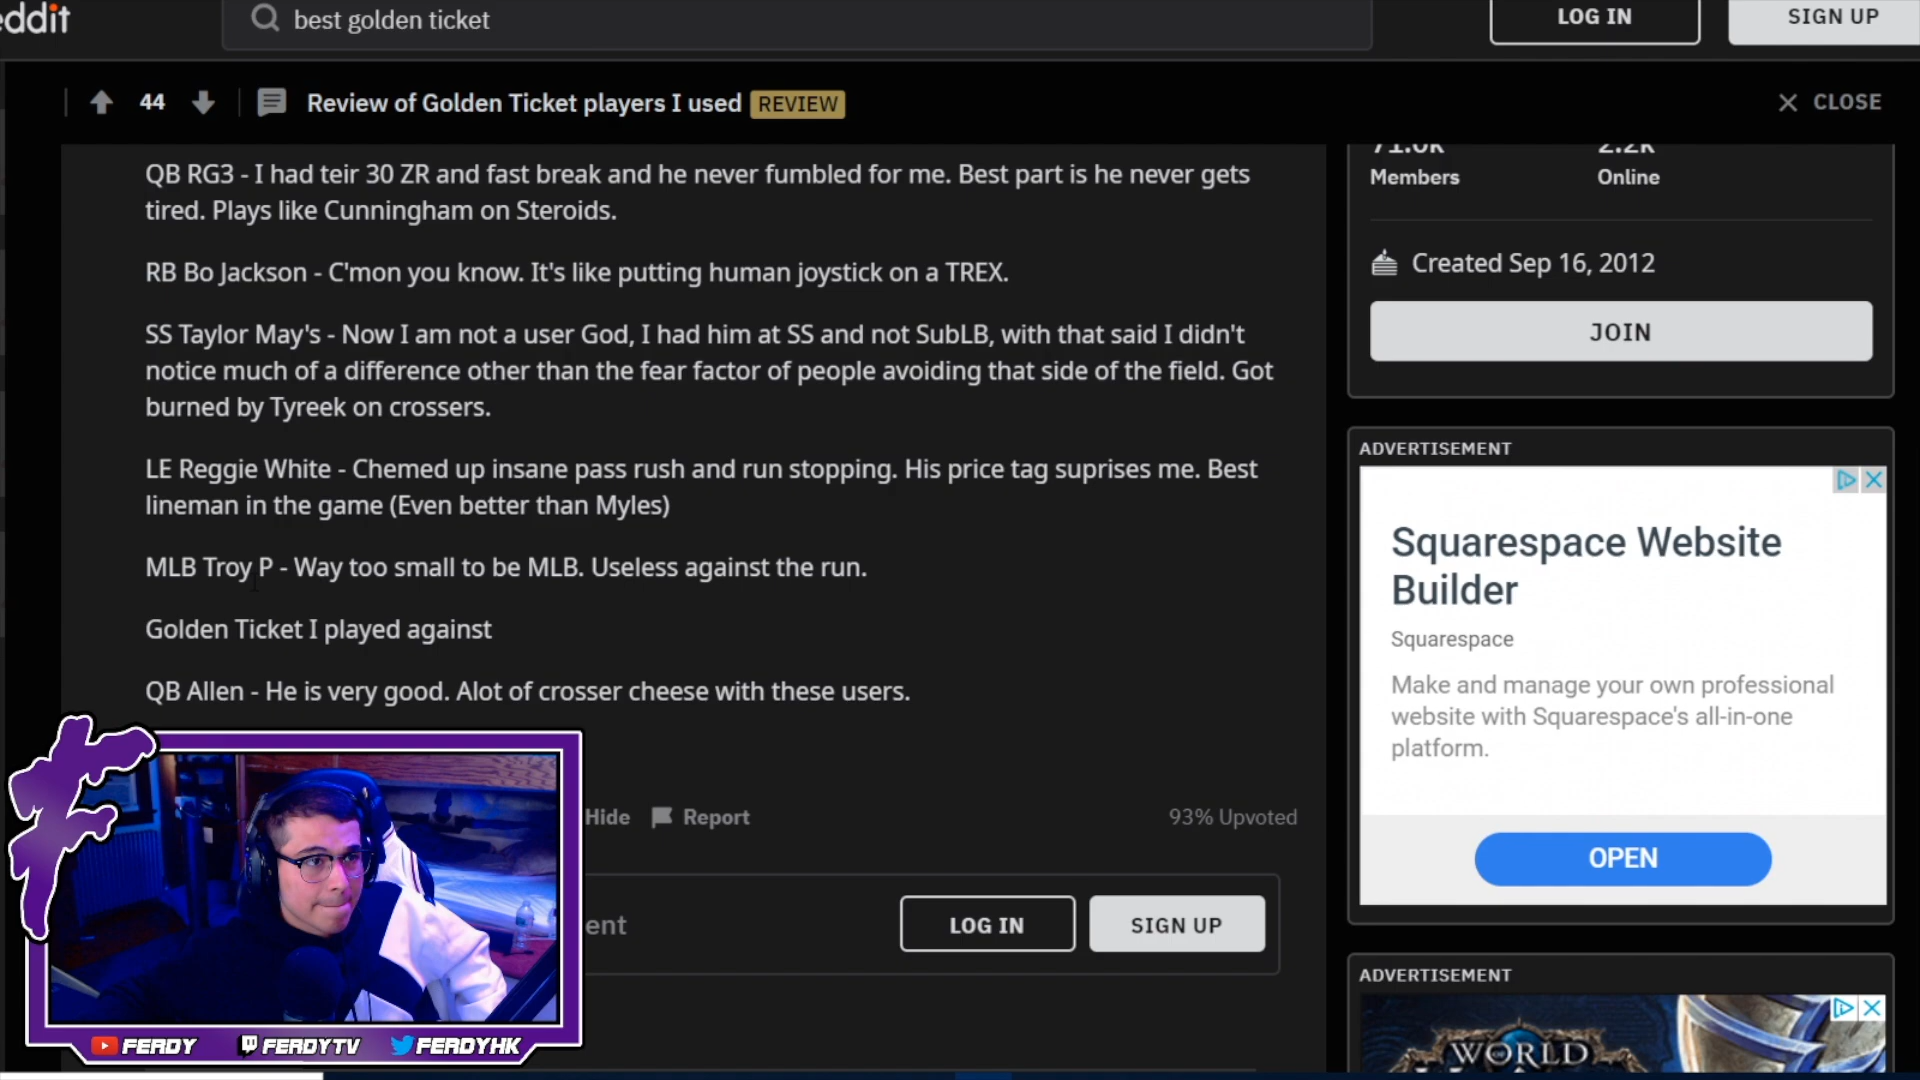 eddit
best golden ticket
LOG IN
SIGN UP
44
Review of Golden Ticket players I used REVIEW
CLOSE
QB RG3 - I had teir 30 ZR and fast break and he never fumbled for me. Best part is he never gets
tired. Plays like Cunningham on Steroids.
RB Bo Jackson - C'mon you know. It's like putting human joystick on a TREX.
SS Taylor May's - Now I am not a user God, I had him at SS and not SubLB, with that said I didn't
notice much of a difference other than the fear factor of people avoiding that side of the field. Got
burned by Tyreek on crossers.
LE Reggie White - Chemed up insane pass rush and run stopping. His price tag suprises me. Best
lineman in the game (Even better than Myles)
MLB Troy P - Way too small to be MLB. Useless against the run.
Golden Ticket I played against
QB Allen - He is very good. Alot of crosser cheese with these users.
Hide
Report
93% Upvoted
ent
LOG IN
SIGN UP
2.2k
Members
Online
Created Sep 16, 2012
JOIN
ADVERTISEMENT
Squarespace Website
Builder
Squarespace
Make and manage your own professional
website with Squarespace's all-in-one
platform.
OPEN
ADVERTISEMENT
WORLD
FERDY
FERDYTV
FERDYHK